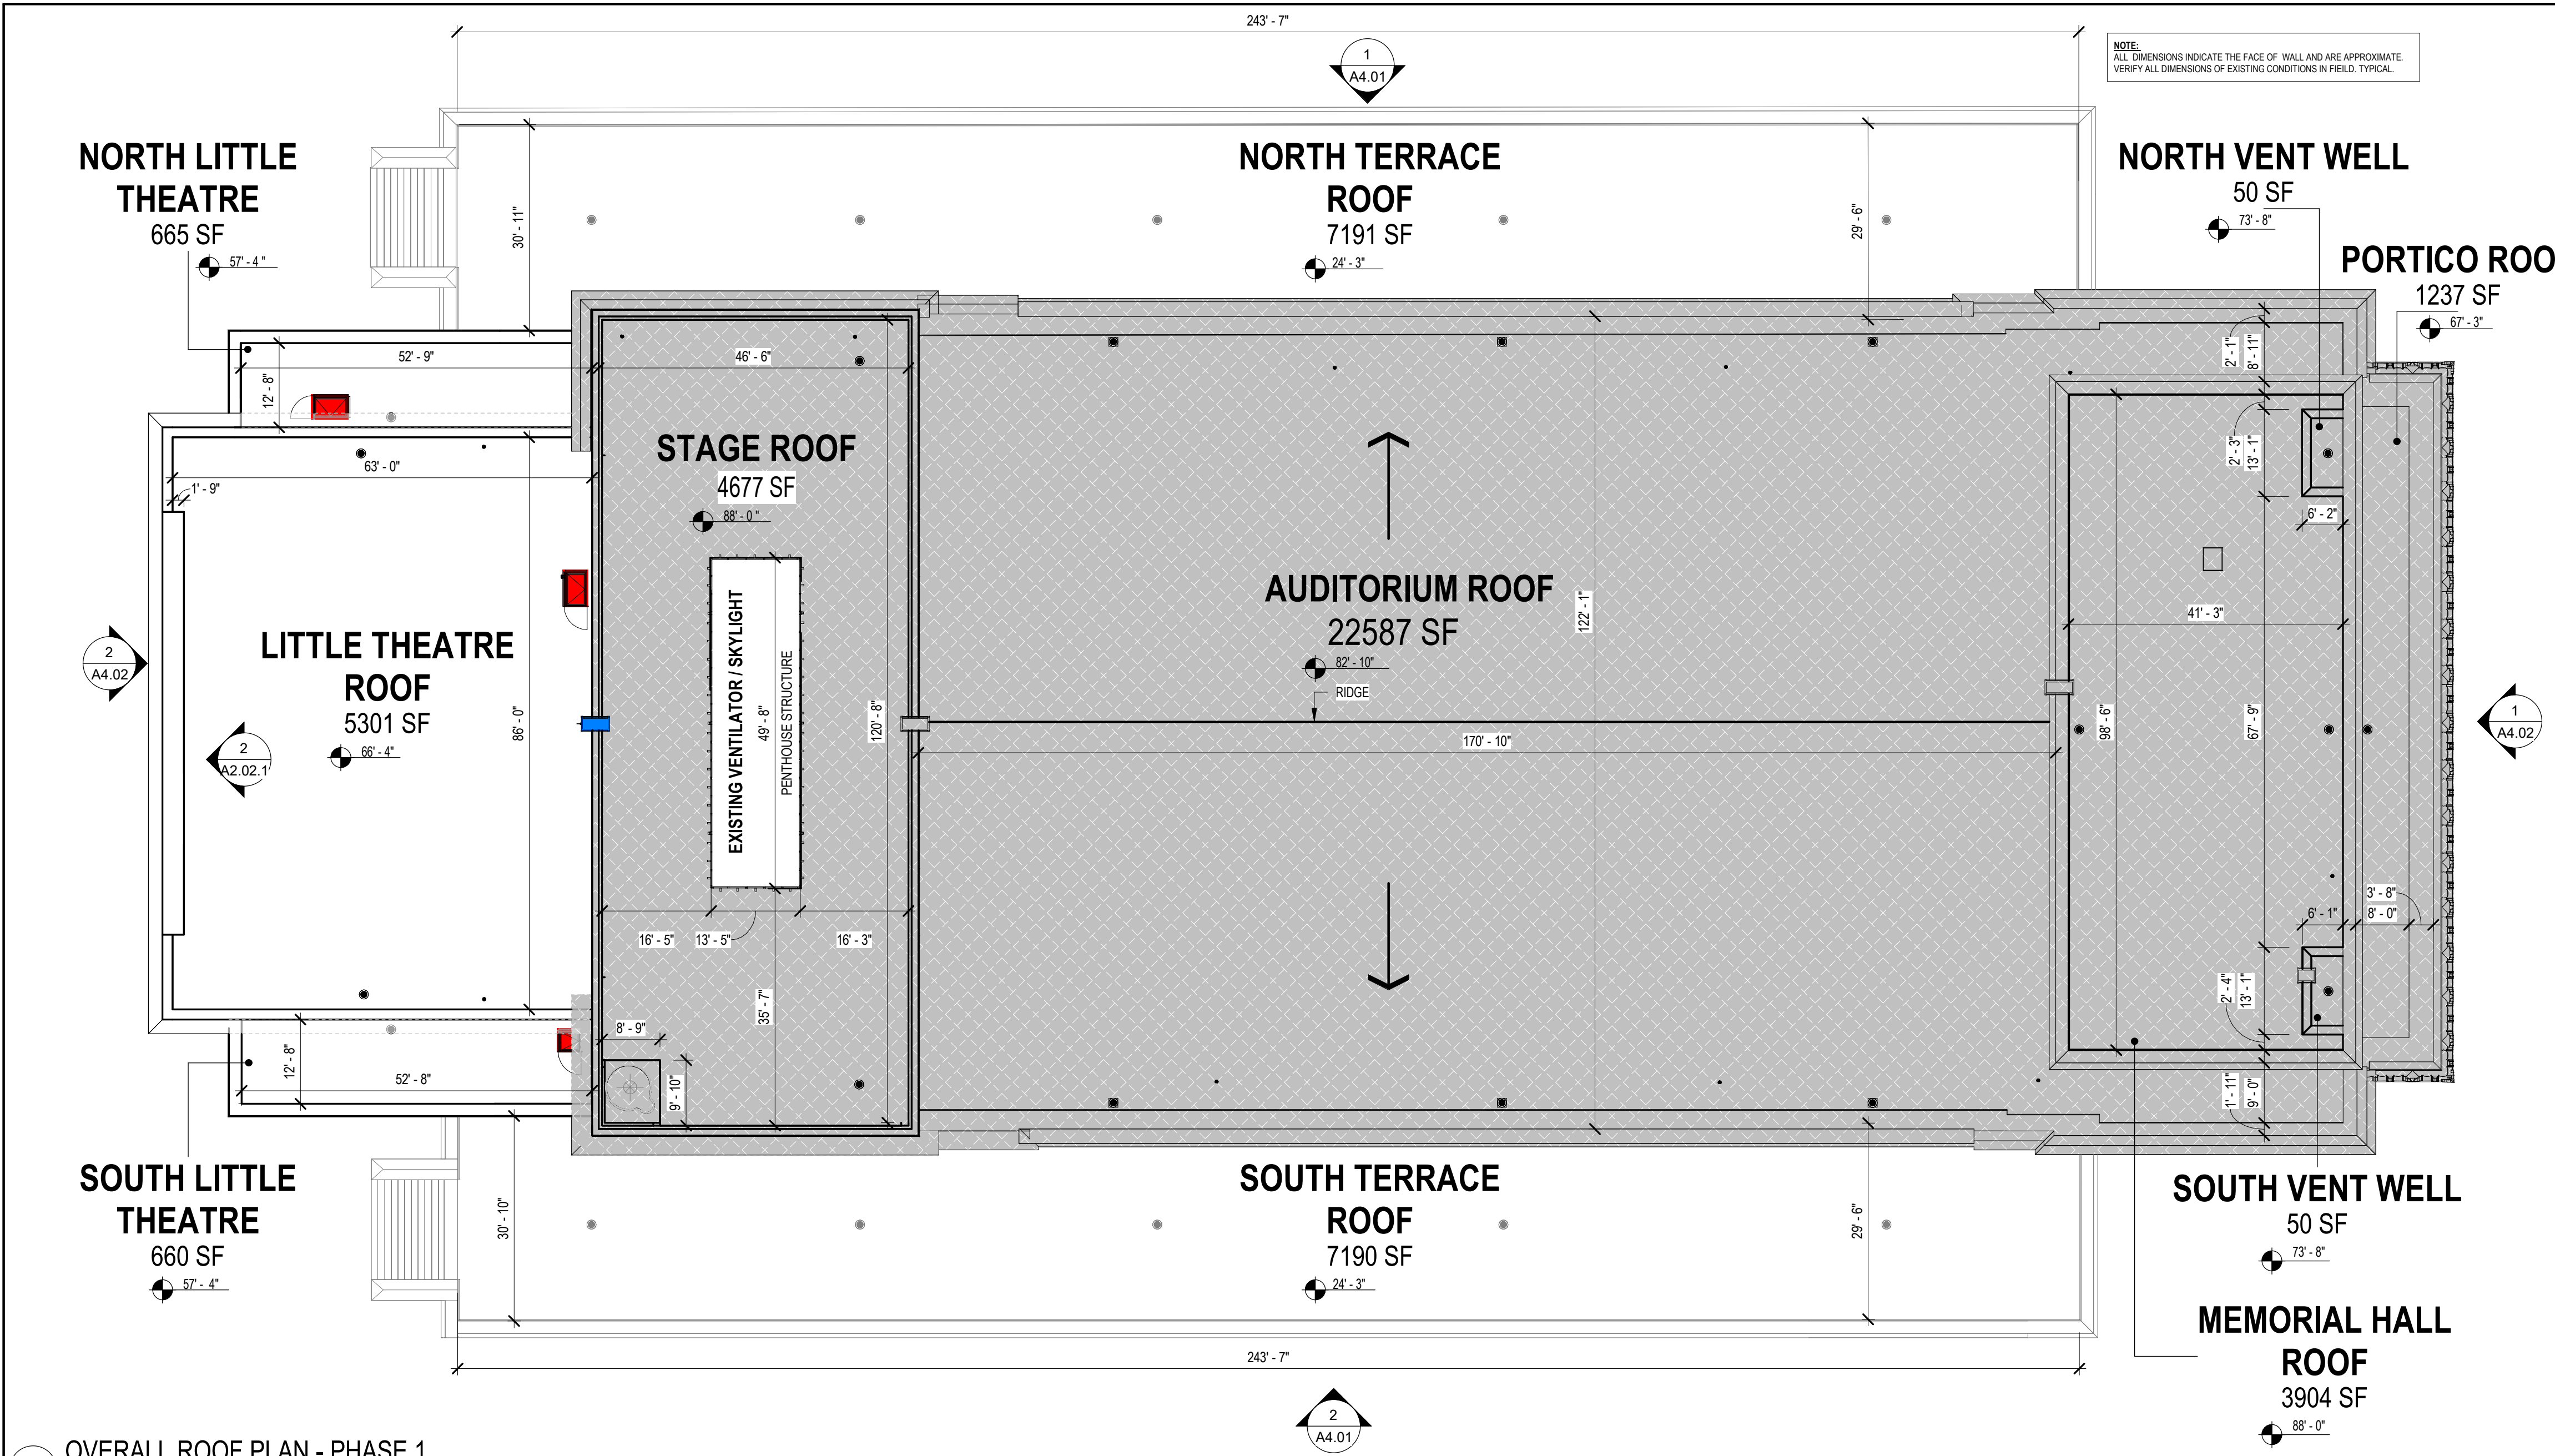 243' - 7"
1
A4.01
NOTE:
ALL DIMENSIONS INDICATE THE FACE OF WALL AND ARE APPROXIMATE.
VERIFY ALL DIMENSIONS OF EXISTING CONDITIONS IN FIEILD. TYPICAL.
NORTH LITTLE
THEATRE
665 SF
57' - 4 "
30' - 11"
NORTH TERRACE
ROOF
7191 SF
24' - 3"
29' - 6"
NORTH VENT WELL
50 SF
73' - 8"
PORTICO ROO
1237 SF
67' - 3"
52' - 9"
12' - 8"
46' - 6"
2' - 1"
8' - 11"
63' - 0"
1' - 9"
STAGE ROOF
4677 SF
88' - 0 "
2' - 3"
13' - 1"
6' - 2"
EXISTING VENTILATOR / SKYLIGHT
49' - 8"
PENTHOUSE STRUCTURE
120' - 8"
AUDITORIUM ROOF
22587 SF
82' - 10"
RIDGE
122' - 1"
170' - 10"
41' - 3"
98' - 6"
67' - 9"
2
A4.02
LITTLE THEATRE
ROOF
5301 SF
66' - 4"
86' - 0"
2
A2.02.1
1
A4.02
16' - 5"
13' - 5"
16' - 3"
35' - 7"
8' - 9"
9' - 10"
3' - 8"
6' - 1"
8' - 0"
2' - 4"
13' - 1"
12' - 8"
52' - 8"
1' - 11"
9' - 0"
SOUTH LITTLE
THEATRE
660 SF
57' - 4"
30' - 10"
SOUTH TERRACE
ROOF
7190 SF
24' - 3"
29' - 6"
SOUTH VENT WELL
50 SF
73' - 8"
MEMORIAL HALL
ROOF
3904 SF
88' - 0"
243' - 7"
2
A4.01
OVERALL ROOF PLAN - PHASE 1